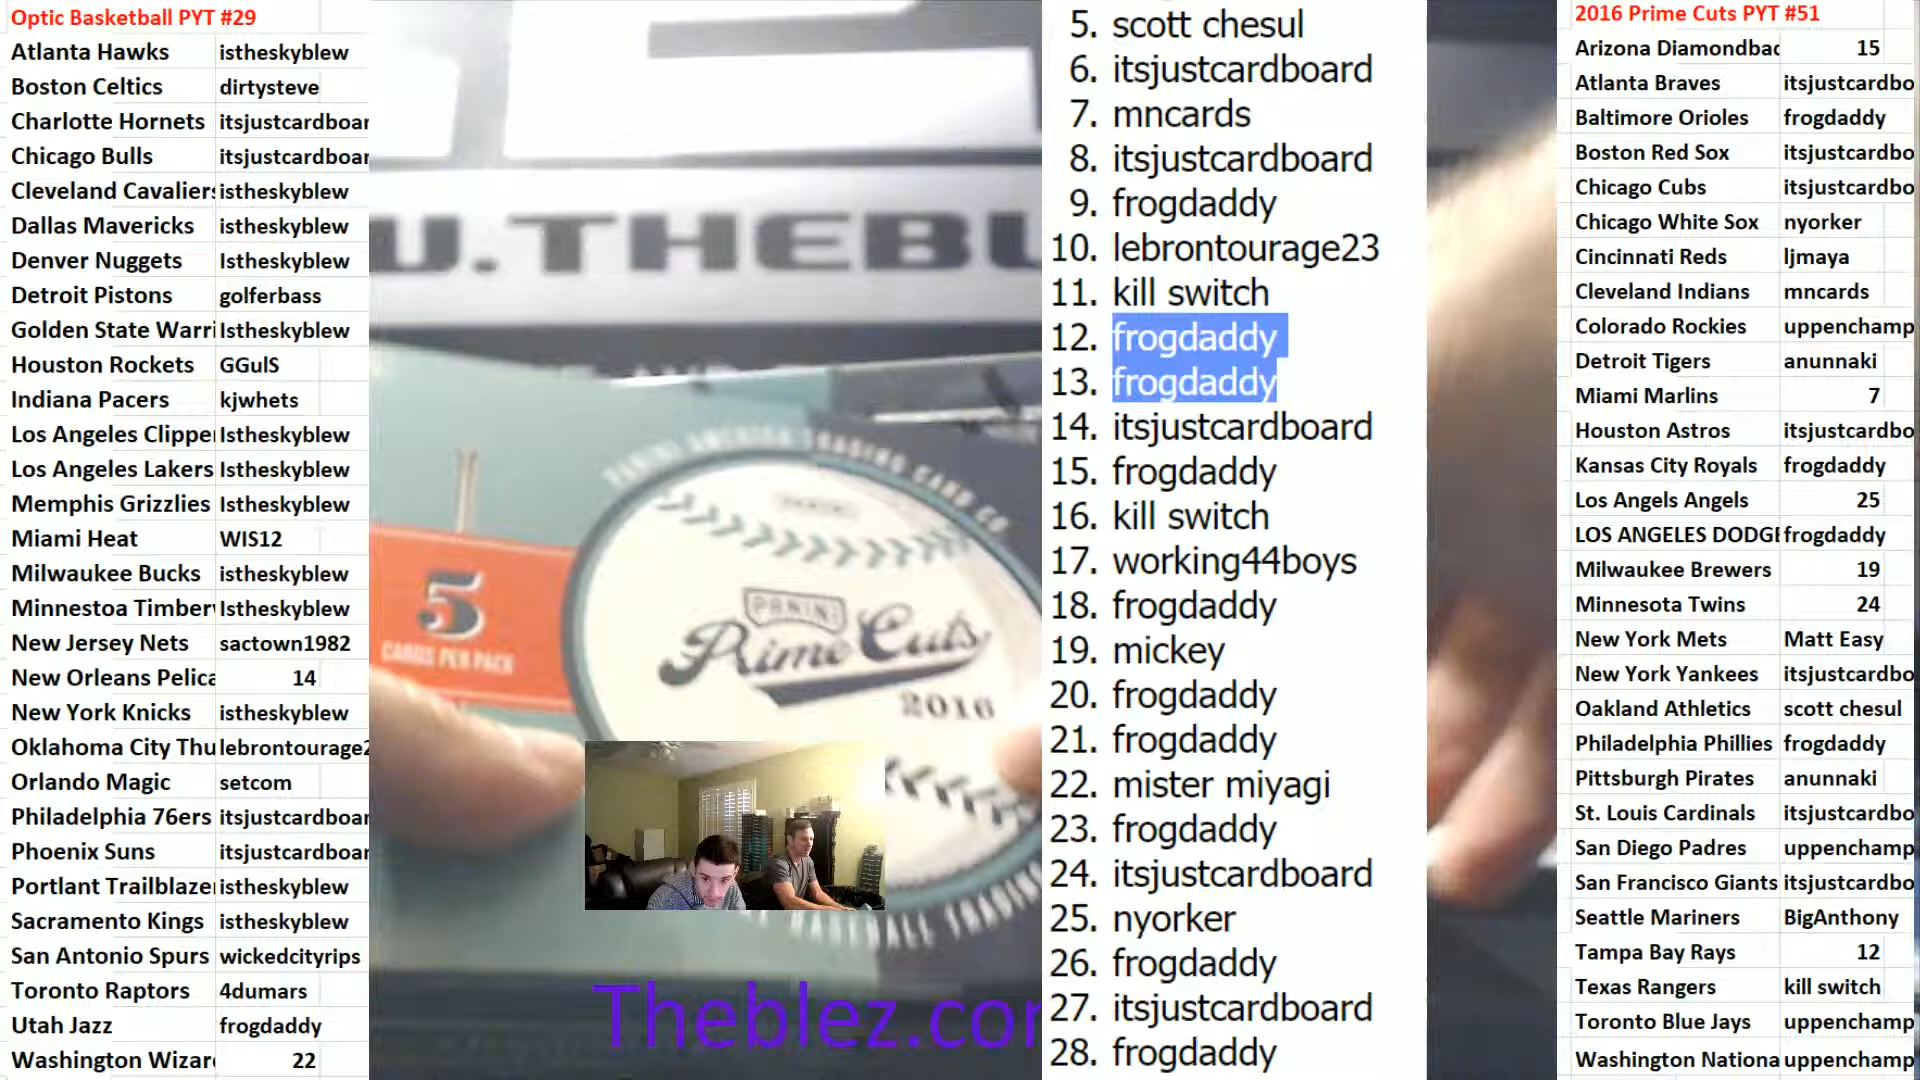 Optic Basketball PYT #29
Atlanta Hawks istheskyblew
Boston Celtics dirtysteve
Charlotte Hornets itsjustcardboar
Chicago Bulls itsjustcardboar
Cleveland Cavaliers istheskyblew
Dallas Mavericks istheskyblew
Denver Nuggets Istheskyblew
Detroit Pistons golferbass
Golden State Warri Istheskyblew
Houston Rockets GGulS
Indiana Pacers kjwhets
Los Angeles Clippe Istheskyblew
Los Angeles Lakers Istheskyblew
Memphis Grizzlies Istheskyblew
Miami Heat WIS12
Milwaukee Bucks istheskyblew
Minnestoa Timberv Istheskyblew
New Jersey Nets sactown1982
New Orleans Pelica 14
New York Knicks istheskyblew
Oklahoma City Thu lebrontourage2
Orlando Magic setcom
Philadelphia 76ers itsjustcardboar
Phoenix Suns itsjustcardboar
Portlant Trailblaze istheskyblew
Sacramento Kings istheskyblew
San Antonio Spurs wickedcityrips
Toronto Raptors 4dumars
Utah Jazz frogdaddy
Washington Wizar 22
U.THEBL
PANINI AMERICA TRADING CARD CO
PANINI
5
CARDS PER PACK
PANINI
Prime Cuts
2016
BASEBALL TRADING
Theblez.com
5. scott chesul
6. itsjustcardboard
7. mncards
8. itsjustcardboard
9. frogdaddy
10. lebrontourage23
11. kill switch
12. frogdaddy
13. frogdaddy
14. itsjustcardboard
15. frogdaddy
16. kill switch
17. working44boys
18. frogdaddy
19. mickey
20. frogdaddy
21. frogdaddy
22. mister miyagi
23. frogdaddy
24. itsjustcardboard
25. nyorker
26. frogdaddy
27. itsjustcardboard
28. frogdaddy
2016 Prime Cuts PYT #51
Arizona Diamondbac 15
Atlanta Braves itsjustcardbo
Baltimore Orioles frogdaddy
Boston Red Sox itsjustcardbo
Chicago Cubs itsjustcardbo
Chicago White Sox nyorker
Cincinnati Reds ljmaya
Cleveland Indians mncards
Colorado Rockies uppenchamp
Detroit Tigers anunnaki
Miami Marlins 7
Houston Astros itsjustcardbo
Kansas City Royals frogdaddy
Los Angels Angels 25
LOS ANGELES DODGE frogdaddy
Milwaukee Brewers 19
Minnesota Twins 24
New York Mets Matt Easy
New York Yankees itsjustcardbo
Oakland Athletics scott chesul
Philadelphia Phillies frogdaddy
Pittsburgh Pirates anunnaki
St. Louis Cardinals itsjustcardbo
San Diego Padres uppenchamp
San Francisco Giants itsjustcardbo
Seattle Mariners BigAnthony
Tampa Bay Rays 12
Texas Rangers kill switch
Toronto Blue Jays uppenchamp
Washington Nationa uppenchamp